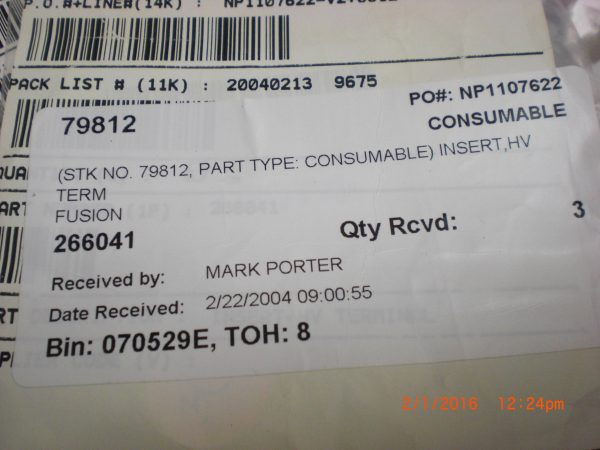 P.O.#+LINE#(14K) : NP1107622
PACK LIST # (11K) : 20040213 9675
PO#: NP1107622
79812
CONSUMABLE
(STK NO. 79812, PART TYPE: CONSUMABLE) INSERT,HV
TERM
FUSION
266041
Qty Rcvd: 3
Received by: MARK PORTER
Date Received: 2/22/2004 09:00:55
Bin: 070529E, TOH: 8
2/1/2016 12:24pm